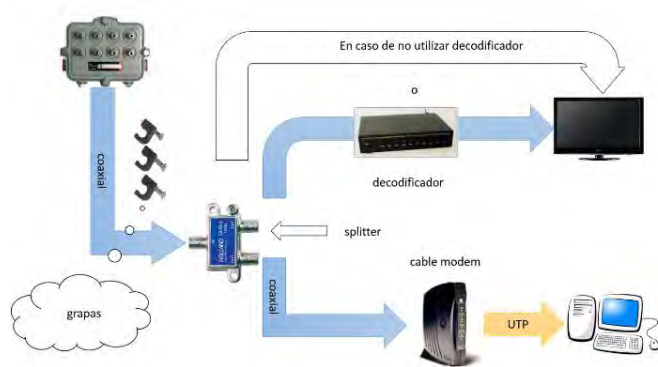 En caso de no utilizar decodificador
o
coaxial
decodificador
splitter
cable modem
coaxial
grapas
UTP